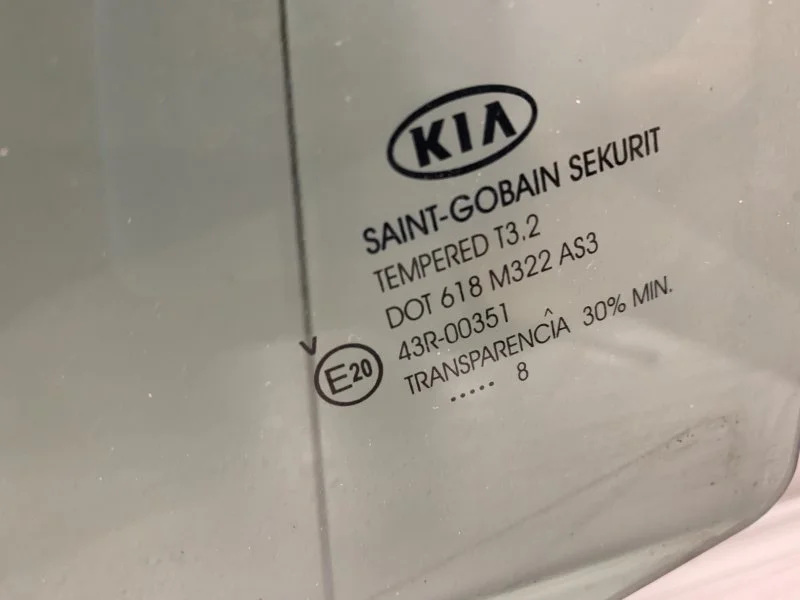 KIA
SAINT-GOBAIN SEKURIT
TEMPERED T3.2
DOT 618 M322 AS3
43R-00351
E20
TRANSPARENCÎA 30% MIN.
..... 8